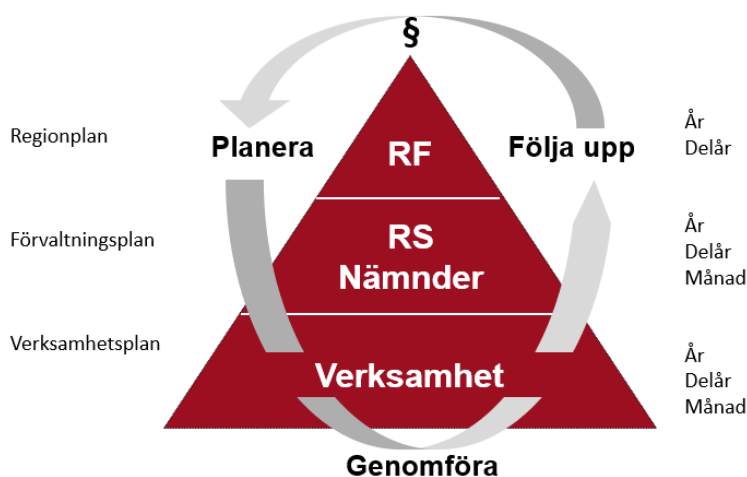 §
Regionplan
Planera
RF
Följa upp
År
Delår
Förvaltningsplan
RS
Nämnder
År
Delår
Månad
Verksamhetsplan
Verksamhet
År
Delår
Månad
Genomföra